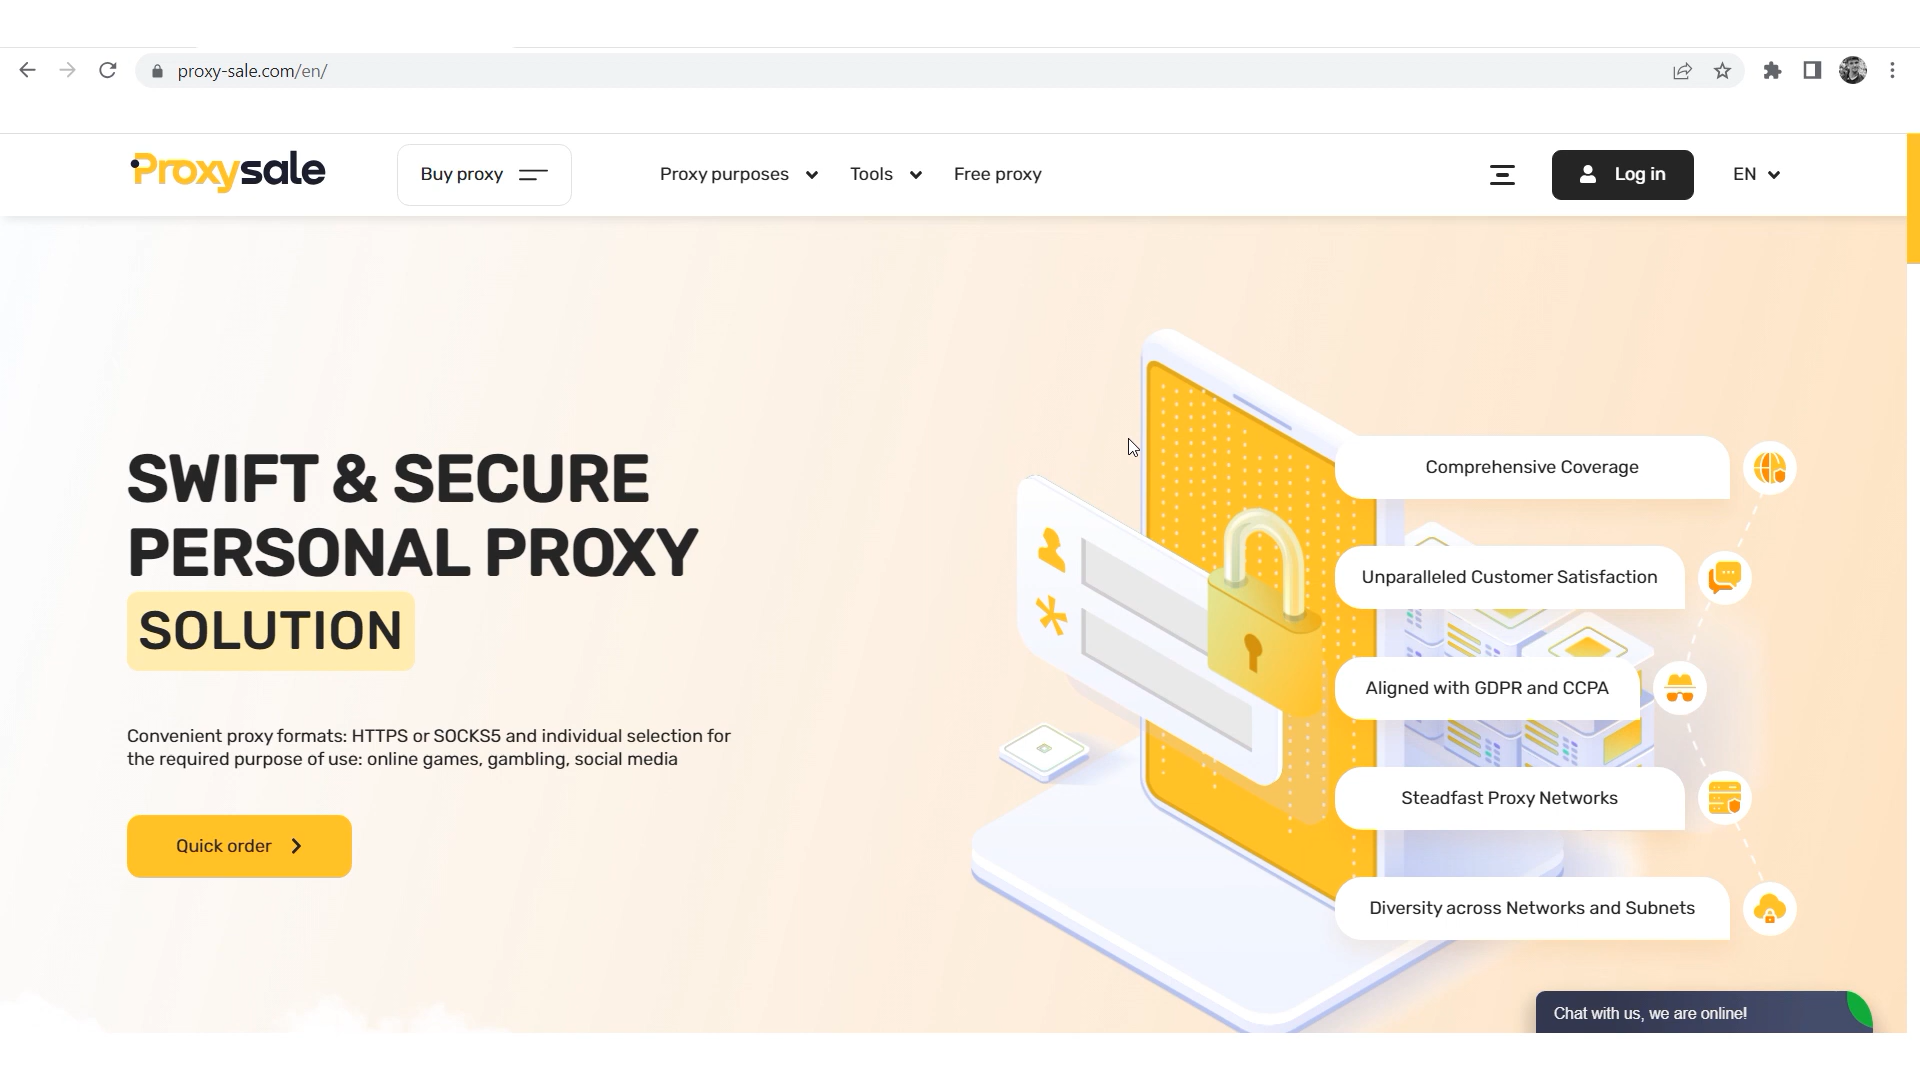 proxy-sale.com/en/
Proxysale
Buy proxy
Proxy purposes
Tools
Free proxy
Log in
EN
SWIFT & SECURE
PERSONAL PROXY
SOLUTION
Convenient proxy formats: HTTPS or SOCKS5 and individual selection for
the required purpose of use: online games, gambling, social media
Quick order
Comprehensive Coverage
Unparalleled Customer Satisfaction
Aligned with GDPR and CCPA
Steadfast Proxy Networks
Diversity across Networks and Subnets
Chat with us, we are online!